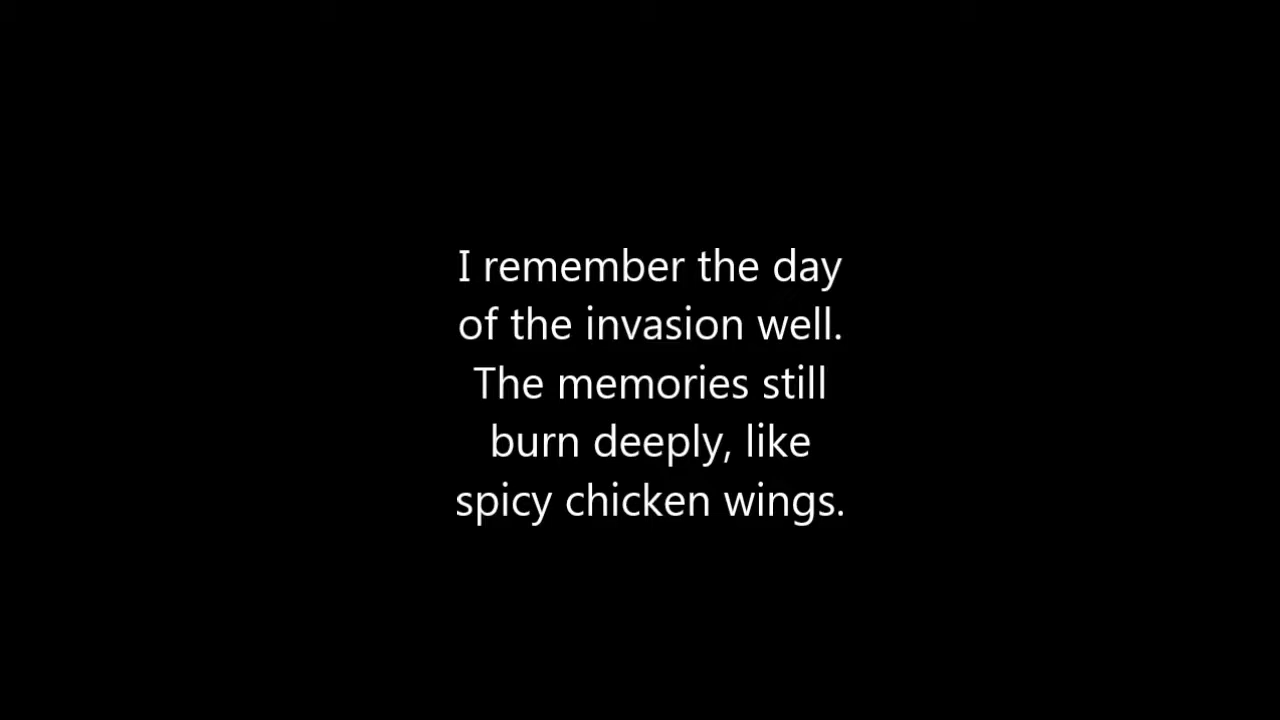 I remember the day
of the invasion well.
The memories still
burn deeply, like
spicy chicken wings.